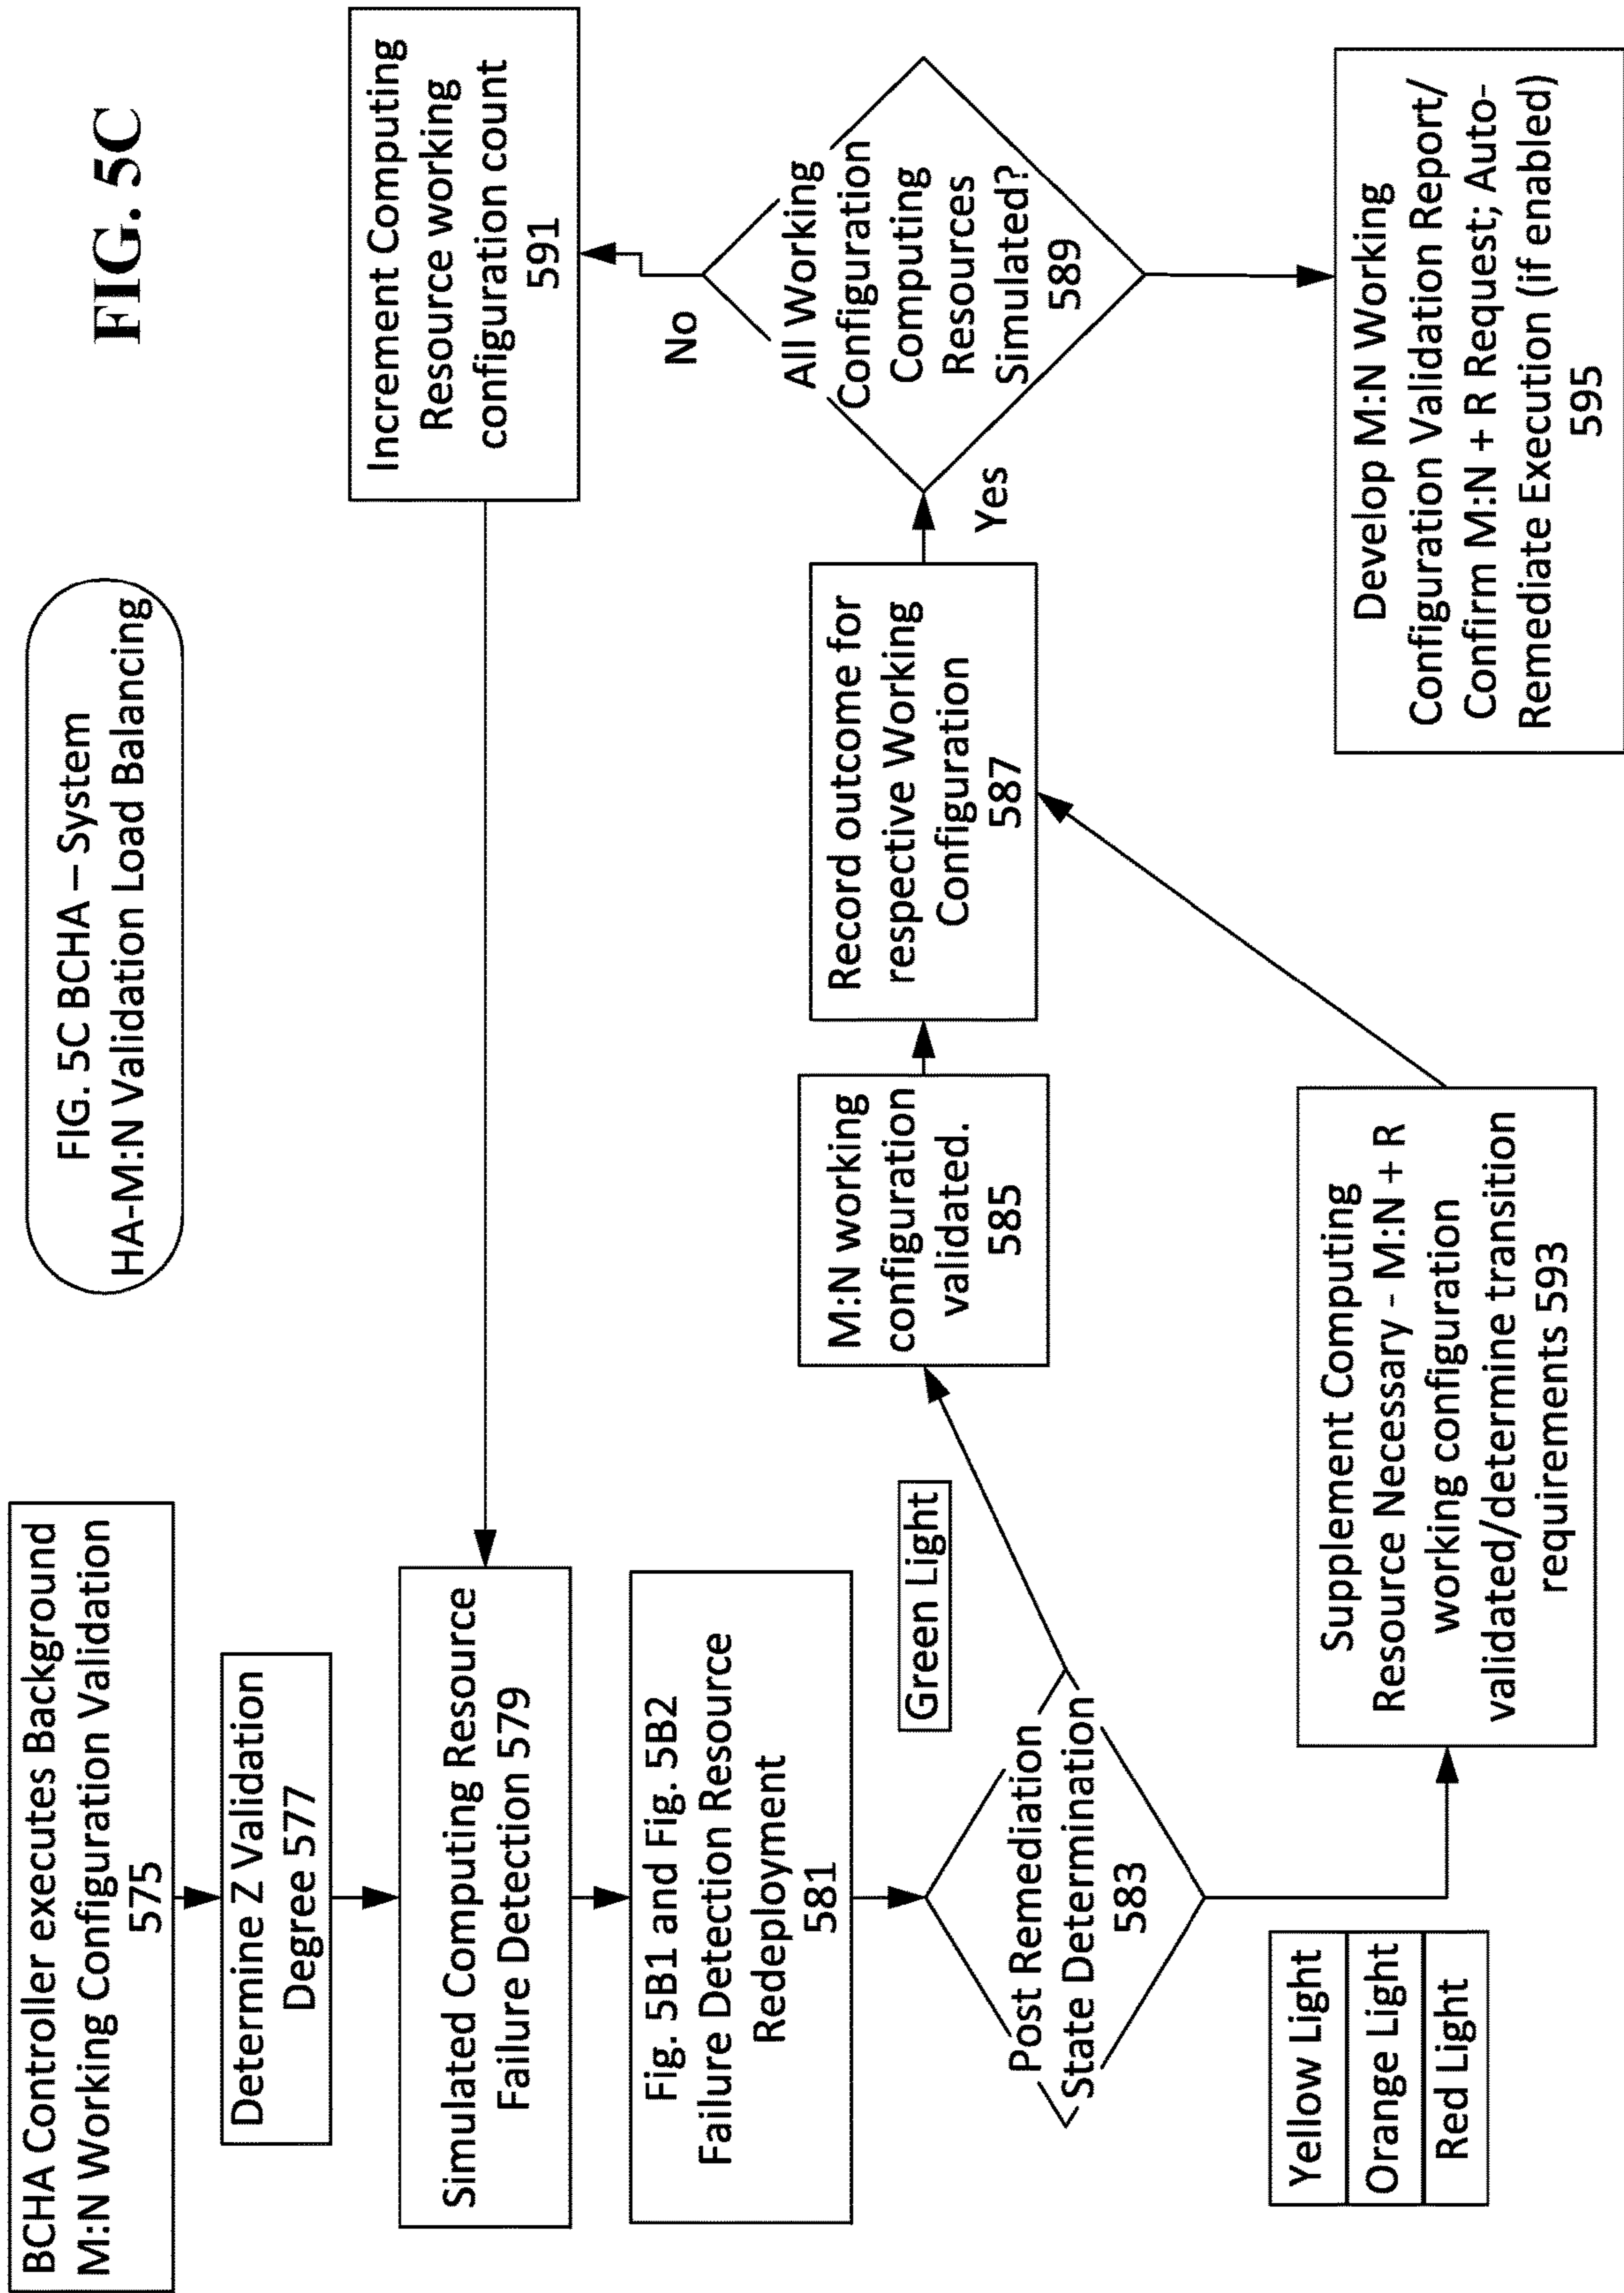 FIG. 5C
FIG. 5C BCHA – System
HA-M:N Validation Load Balancing
BCHA Controller executes Background
M:N Working Configuration Validation
575
Determine Z Validation
Degree 577
Simulated Computing Resource
Failure Detection 579
Fig. 5B1 and Fig. 5B2
Failure Detection Resource
Redeployment
581
Post Remediation
State Determination
583
Green Light
Yellow Light
Orange Light
Red Light
M:N working
configuration
validated.
585
Supplement Computing
Resource Necessary - M:N + R
working configuration
validated/determine transition
requirements 593
Record outcome for
respective Working
Configuration
587
Yes
All Working
Configuration
Computing
Resources
Simulated?
589
No
Increment Computing
Resource working
configuration count
591
Develop M:N Working
Configuration Validation Report/
Confirm M:N + R Request; Auto-
Remediate Execution (if enabled)
595